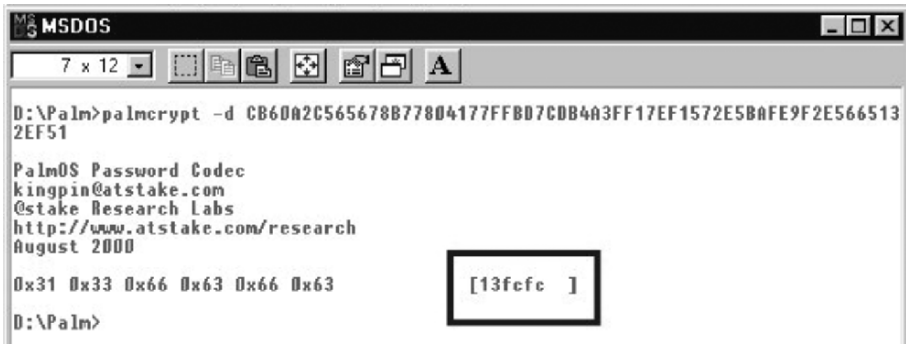 MSDOS
7 x 12
A
D:\Palm>palmcrypt -d CB60A2C565678B77804177FFBD7CDB4A3FF17EF1572E5BAFE9F2E566513
2EF51
PalmOS Password Codec
kingpin@atstake.com
@stake Research Labs
http://www.atstake.com/research
August 2000
0x31 0x33 0x66 0x63 0x66 0x63 [13fcfc ]
D:\Palm>